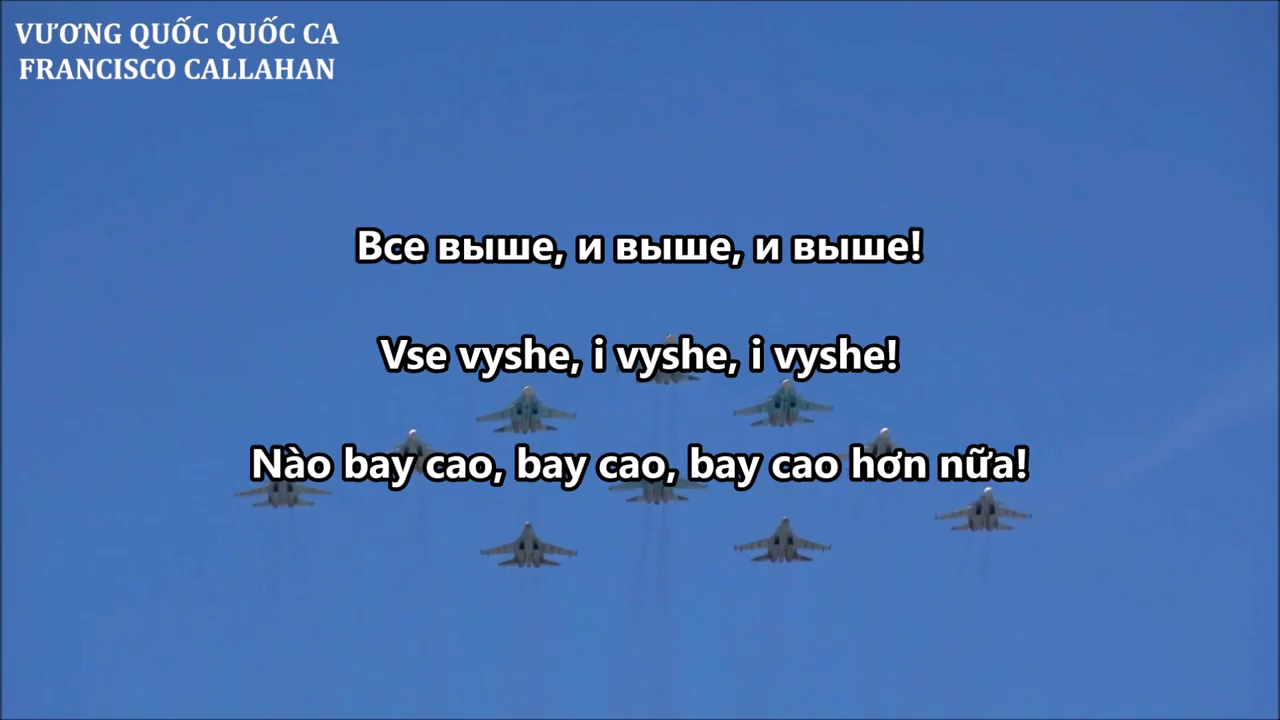 VƯƠNG QUỐC QUỐC CA
FRANCISCO CALLAHAN
Все выше, и выше, и выше!
Vse vyshe, i vyshe, i vyshe!
Nào bay cao, bay cao, bay cao hơn nữa!